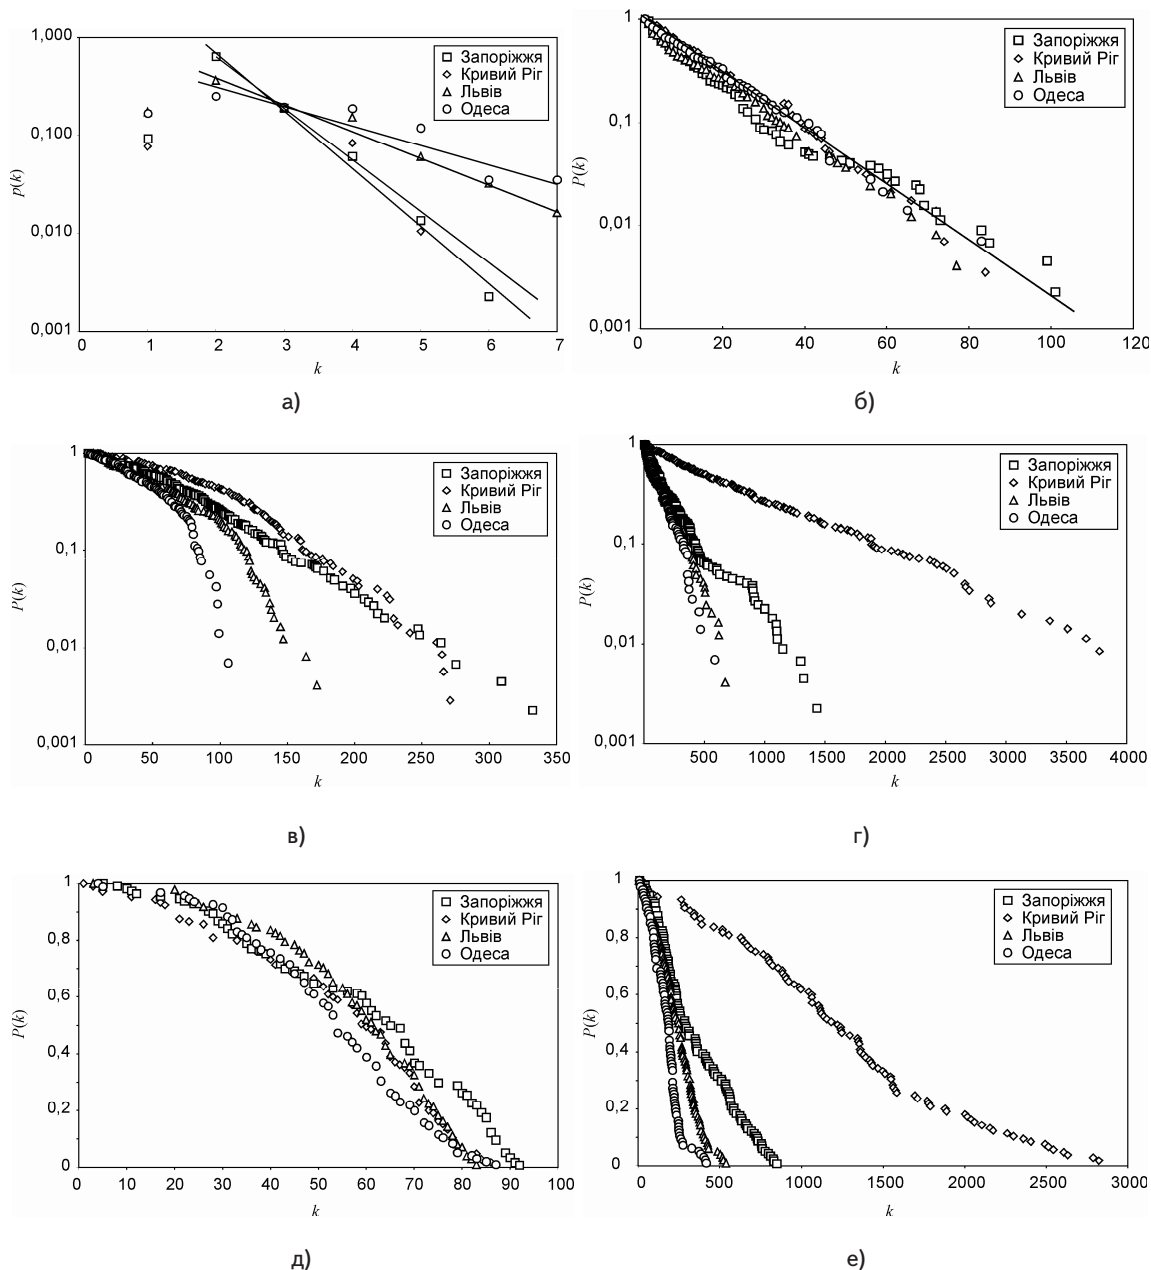 1,000
0,100
0,010
0,001
0 1 2 3 4 5 6 7
p(k)
k
Запоріжжя
Кривий Ріг
Львів
Одеса
а)
1
0,1
0,01
0,001
0 20 40 60 80 100 120
P(k)
k
Запоріжжя
Кривий Ріг
Львів
Одеса
б)
1
0,1
0,01
0,001
0 50 100 150 200 250 300 350
P(k)
k
Запоріжжя
Кривий Ріг
Львів
Одеса
в)
1
0,1
0,01
0,001
500 1000 1500 2000 2500 3000 3500 4000
P(k)
k
Запоріжжя
Кривий Ріг
Львів
Одеса
г)
1
0,8
0,6
0,4
0,2
0
0 10 20 30 40 50 60 70 80 90 100
P(k)
k
Запоріжжя
Кривий Ріг
Львів
Одеса
д)
1
0,8
0,6
0,4
0,2
0
0 500 1000 1500 2000 2500 3000
P(k)
k
Запоріжжя
Кривий Ріг
Львів
Одеса
е)